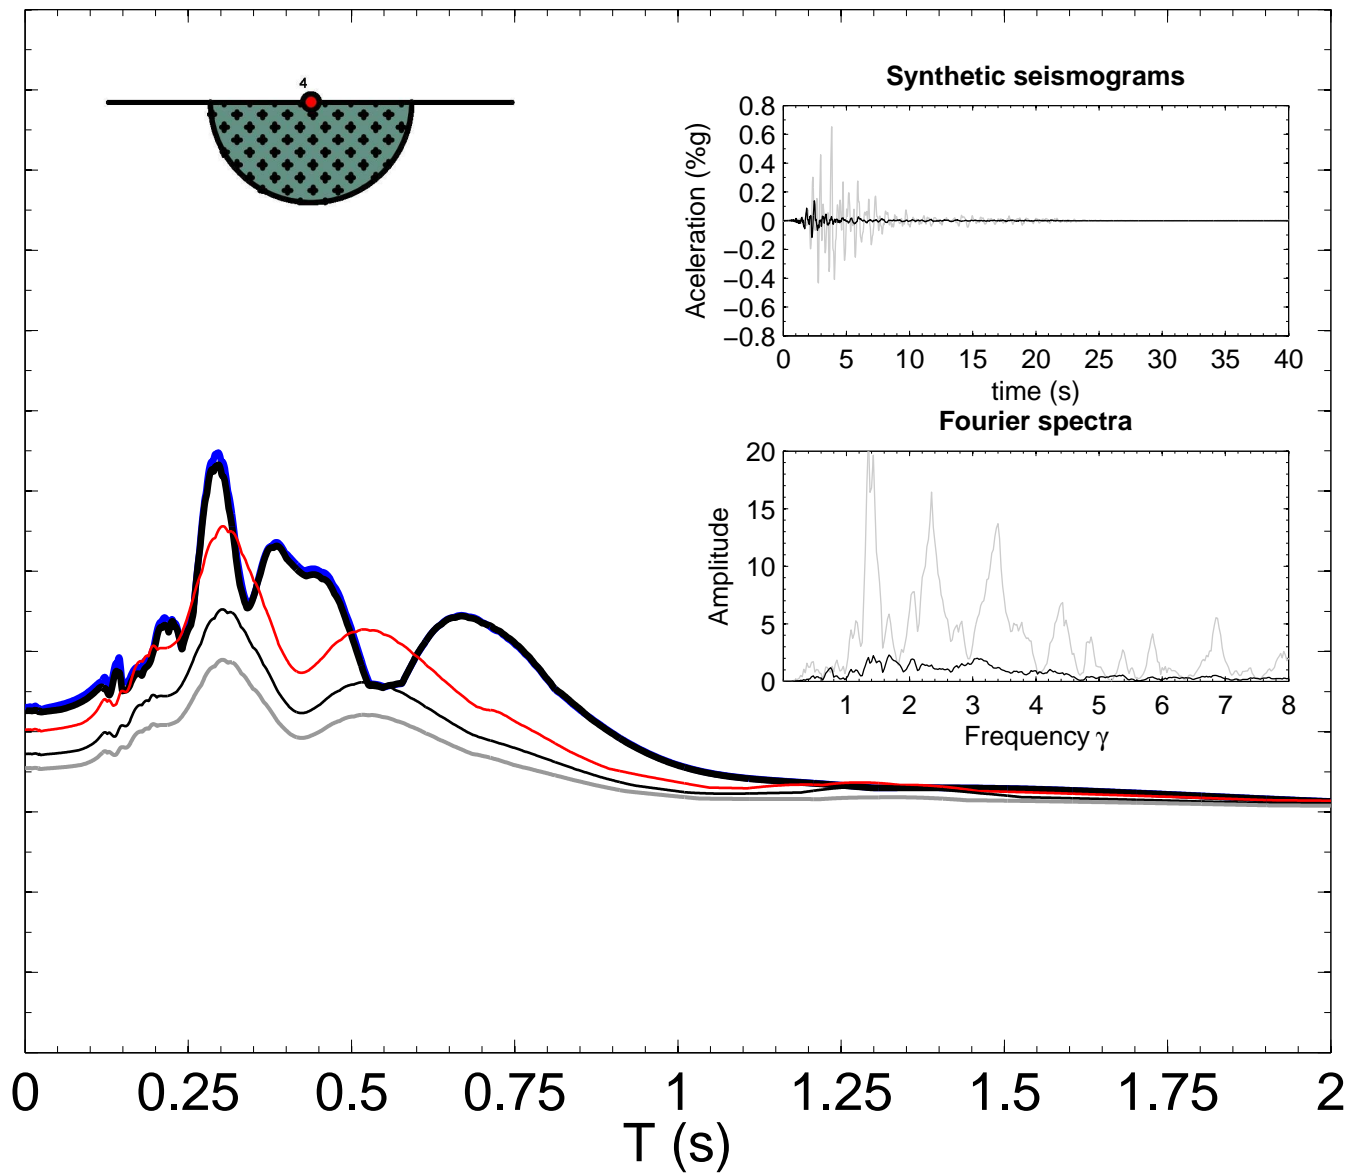 4
Synthetic seismograms
0.8
0.6
0.4
0.2
0
−0.2
−0.4
−0.6
−0.8
Aceleration (%g)
0 5 10 15 20 25 30 35 40
time (s)
Fourier spectra
20
15
10
5
0
Amplitude
1 2 3 4 5 6 7 8
Frequency γ
0 0.25 0.5 0.75 1 1.25 1.5 1.75 2
T (s)